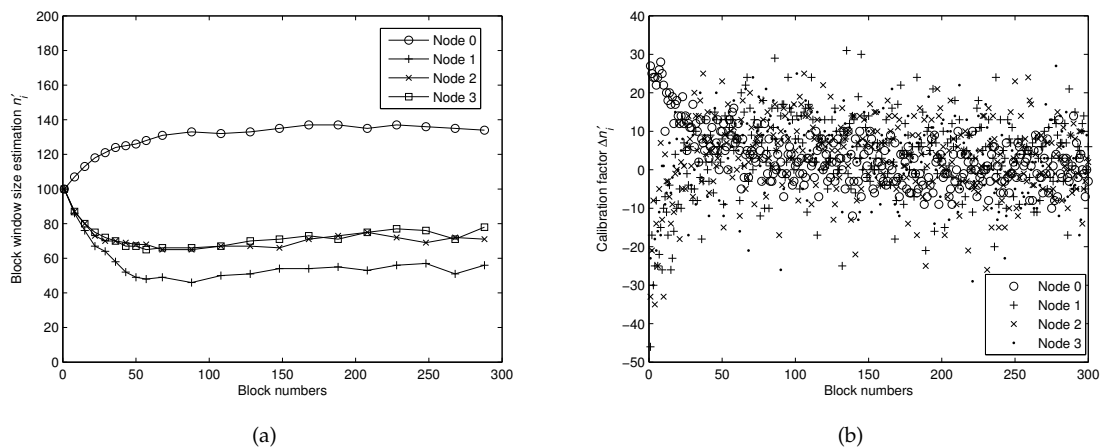 200
180
160
140
120
100
80
60
40
20
0
Block window size estimation n′i
0 50 100 150 200 250 300
Block numbers
Node 0
Node 1
Node 2
Node 3
(a)
40
30
20
10
0
−10
−20
−30
−40
−50
Calibration factor Δn′i
0 50 100 150 200 250 300
Block numbers
Node 0
Node 1
Node 2
Node 3
(b)